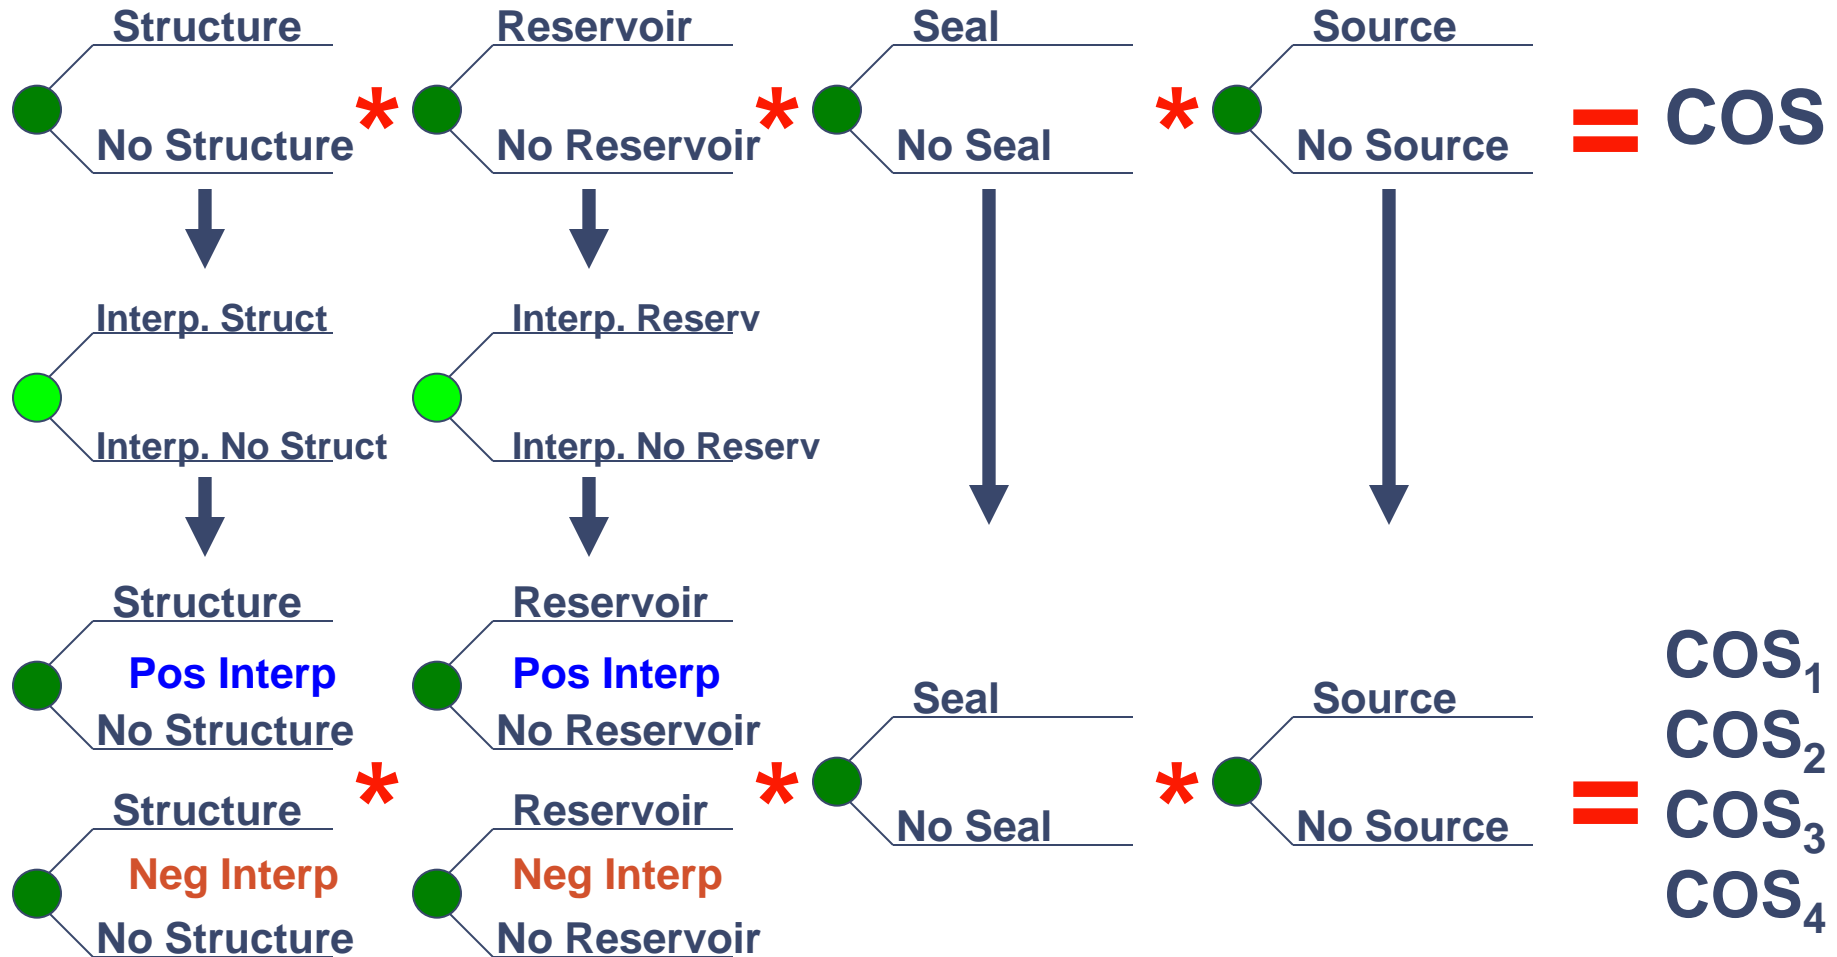 Structure Reservoir Seal Source
* * * = COS
No Structure No Reservoir No Seal No Source
Interp. Struct Interp. Reserv
Interp. No Struct Interp. No Reserv
Structure Reservoir
Pos Interp Pos Interp COS₁
Seal Source
No Structure No Reservoir COS₂
* * * =
Structure Reservoir COS₃
No Seal No Source
Neg Interp Neg Interp COS₄
No Structure No Reservoir